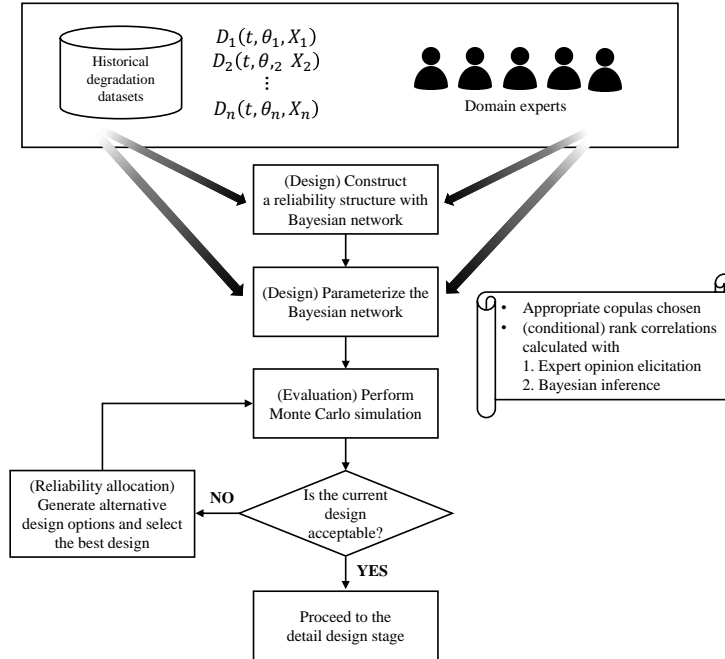 Historical
degradation
datasets
D₁(t, θ₁, X₁)
D₂(t, θ,₂ X₂)
⋮
Dₙ(t, θₙ, Xₙ)
Domain experts
(Design) Construct
a reliability structure with
Bayesian network
(Design) Parameterize the
Bayesian network
• Appropriate copulas chosen
• (conditional) rank correlations
calculated with
1. Expert opinion elicitation
2. Bayesian inference
(Evaluation) Perform
Monte Carlo simulation
(Reliability allocation)
Generate alternative
design options and select
the best design
NO
Is the current
design
acceptable?
YES
Proceed to the
detail design stage